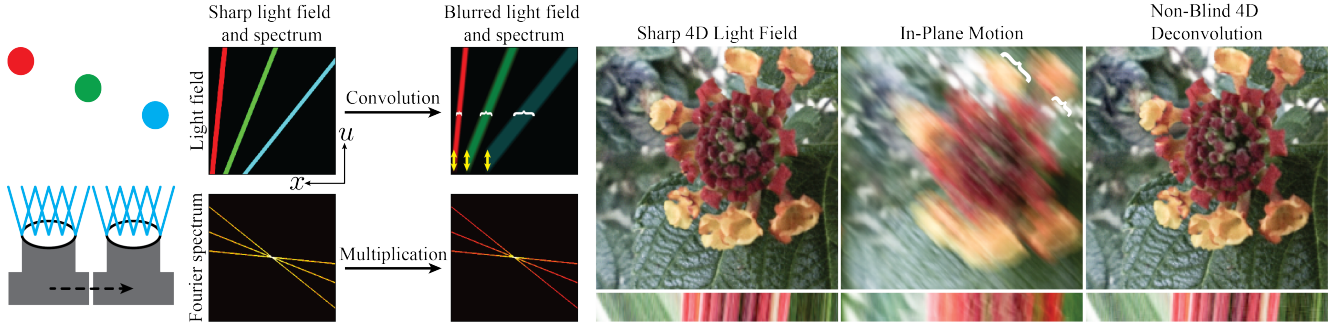 Sharp light field
and spectrum
Blurred light field
and spectrum
Light field
Convolution
u
x
Fourier spectrum
Multiplication
Sharp 4D Light Field
In-Plane Motion
Non-Blind 4D
Deconvolution